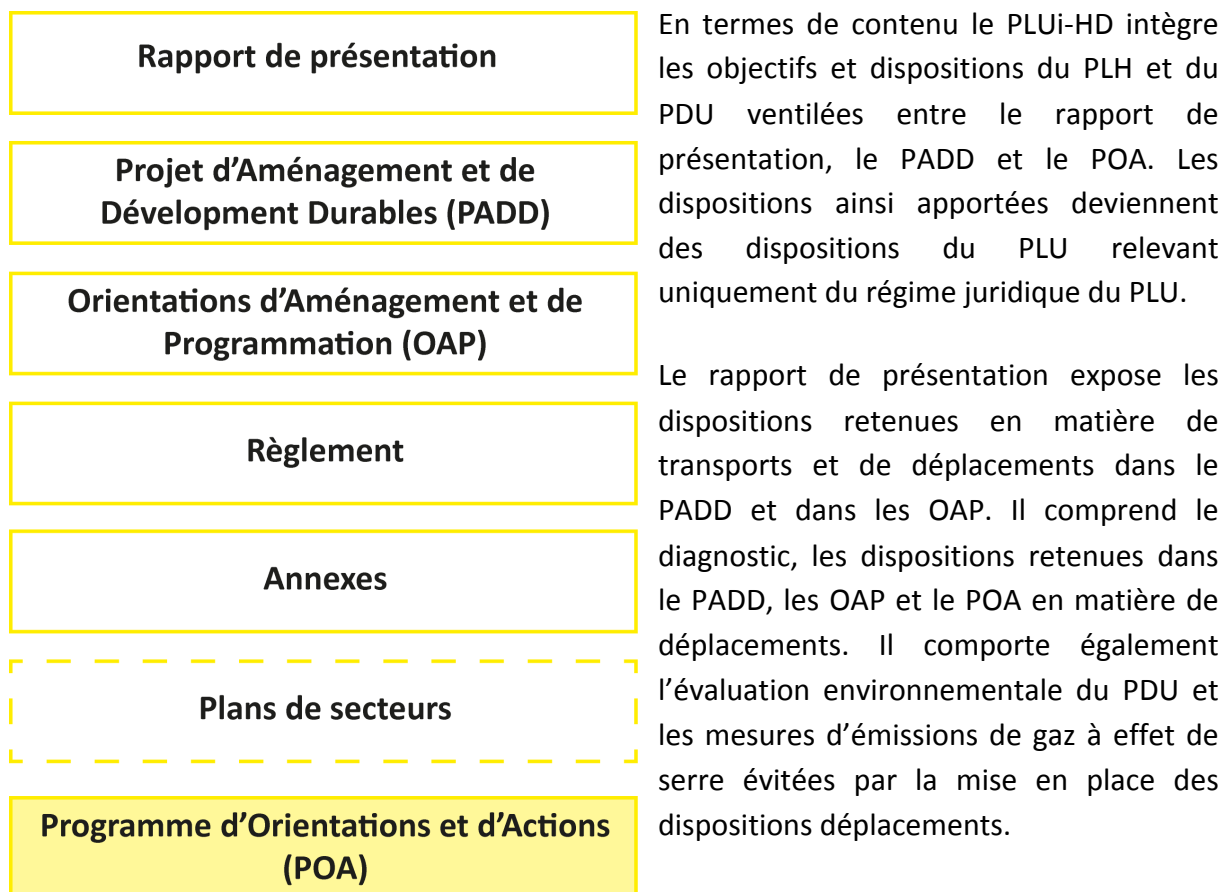 Rapport de présentation
Projet d’Aménagement et de
Dévelopment Durables (PADD)
Orientations d’Aménagement et de
Programmation (OAP)
Règlement
Annexes
Plans de secteurs
Programme d’Orientations et d’Actions
(POA)
En termes de contenu le PLUi-HD intègre
les objectifs et dispositions du PLH et du
PDU ventilées entre le rapport de
présentation, le PADD et le POA. Les
dispositions ainsi apportées deviennent
des dispositions du PLU relevant
uniquement du régime juridique du PLU.
Le rapport de présentation expose les
dispositions retenues en matière de
transports et de déplacements dans le
PADD et dans les OAP. Il comprend le
diagnostic, les dispositions retenues dans
le PADD, les OAP et le POA en matière de
déplacements. Il comporte également
l’évaluation environnementale du PDU et
les mesures d’émissions de gaz à effet de
serre évitées par la mise en place des
dispositions déplacements.